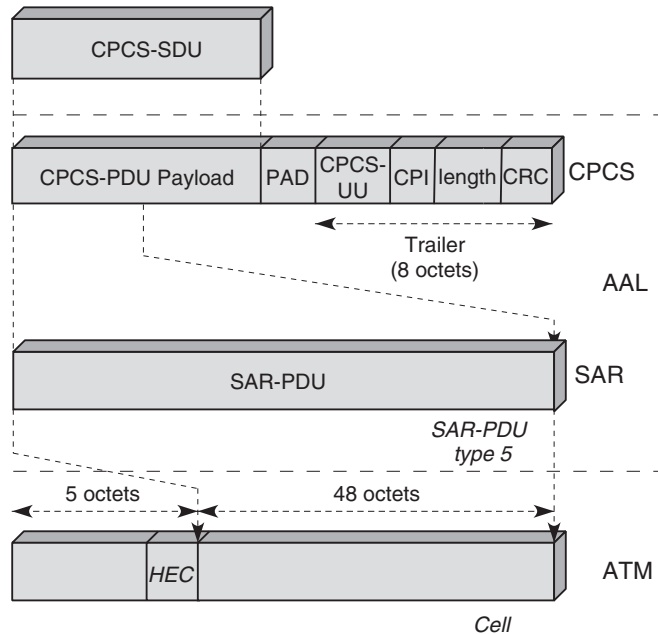 CPCS-SDU
CPCS-PDU Payload
PAD
CPCS-
UU
CPI
length
CRC
CPCS
Trailer
(8 octets)
AAL
SAR-PDU
SAR
SAR-PDU
type 5
5 octets
48 octets
HEC
ATM
Cell